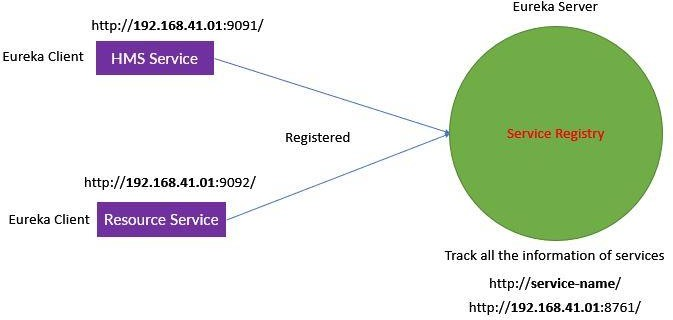 Eureka Server
http://192.168.41.01:9091/
Eureka Client
HMS Service
Service Registry
Registered
http://192.168.41.01:9092/
Eureka Client
Resource Service
Track all the information of services
http://service-name/
http://192.168.41.01:8761/